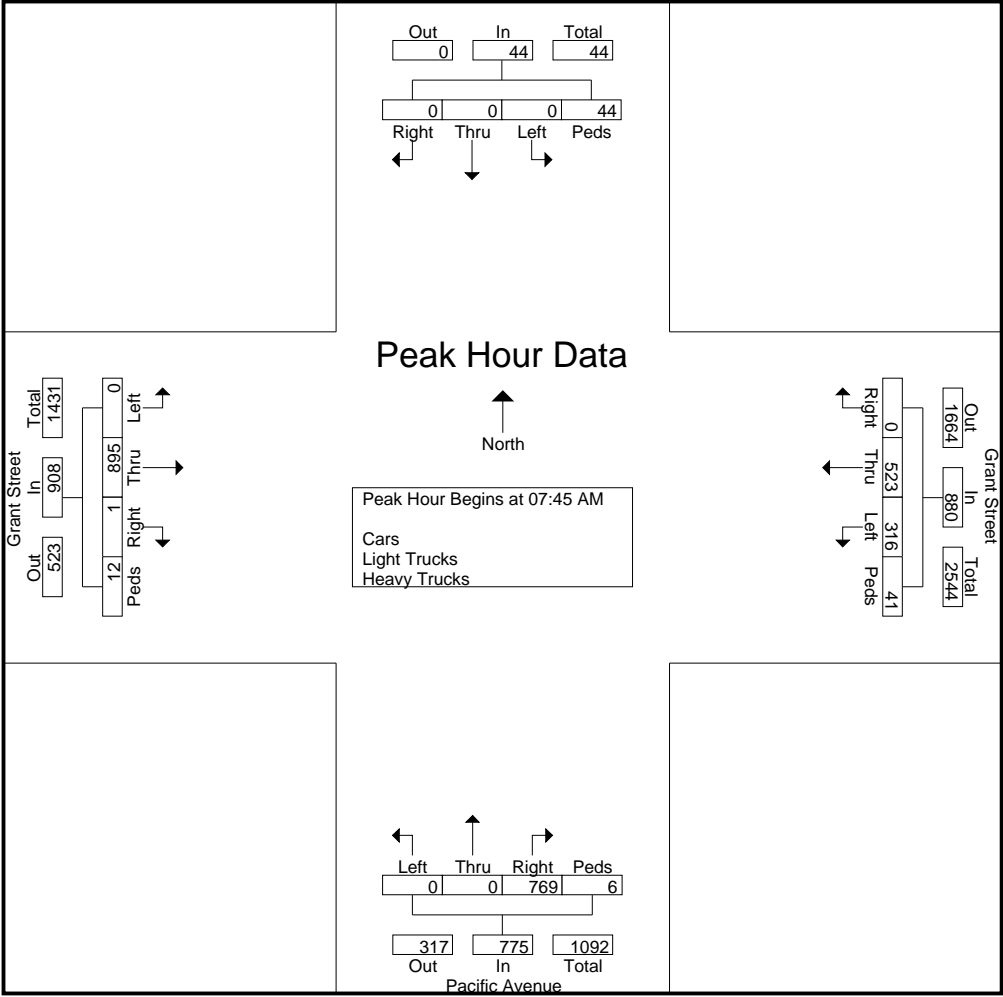 Out In Total
0 44 44
0 0 0 44
Right Thru Left Peds
Peak Hour Data
North
Peak Hour Begins at 07:45 AM
Cars
Light Trucks
Heavy Trucks
Grant Street
Total In Out
1431 908 523
0 895 1 12
Left Thru Right Peds
Grant Street
Out In Total
1664 880 2544
0 523 316 41
Right Thru Left Peds
Left Thru Right Peds
0 0 769 6
317 775 1092
Out In Total
Pacific Avenue